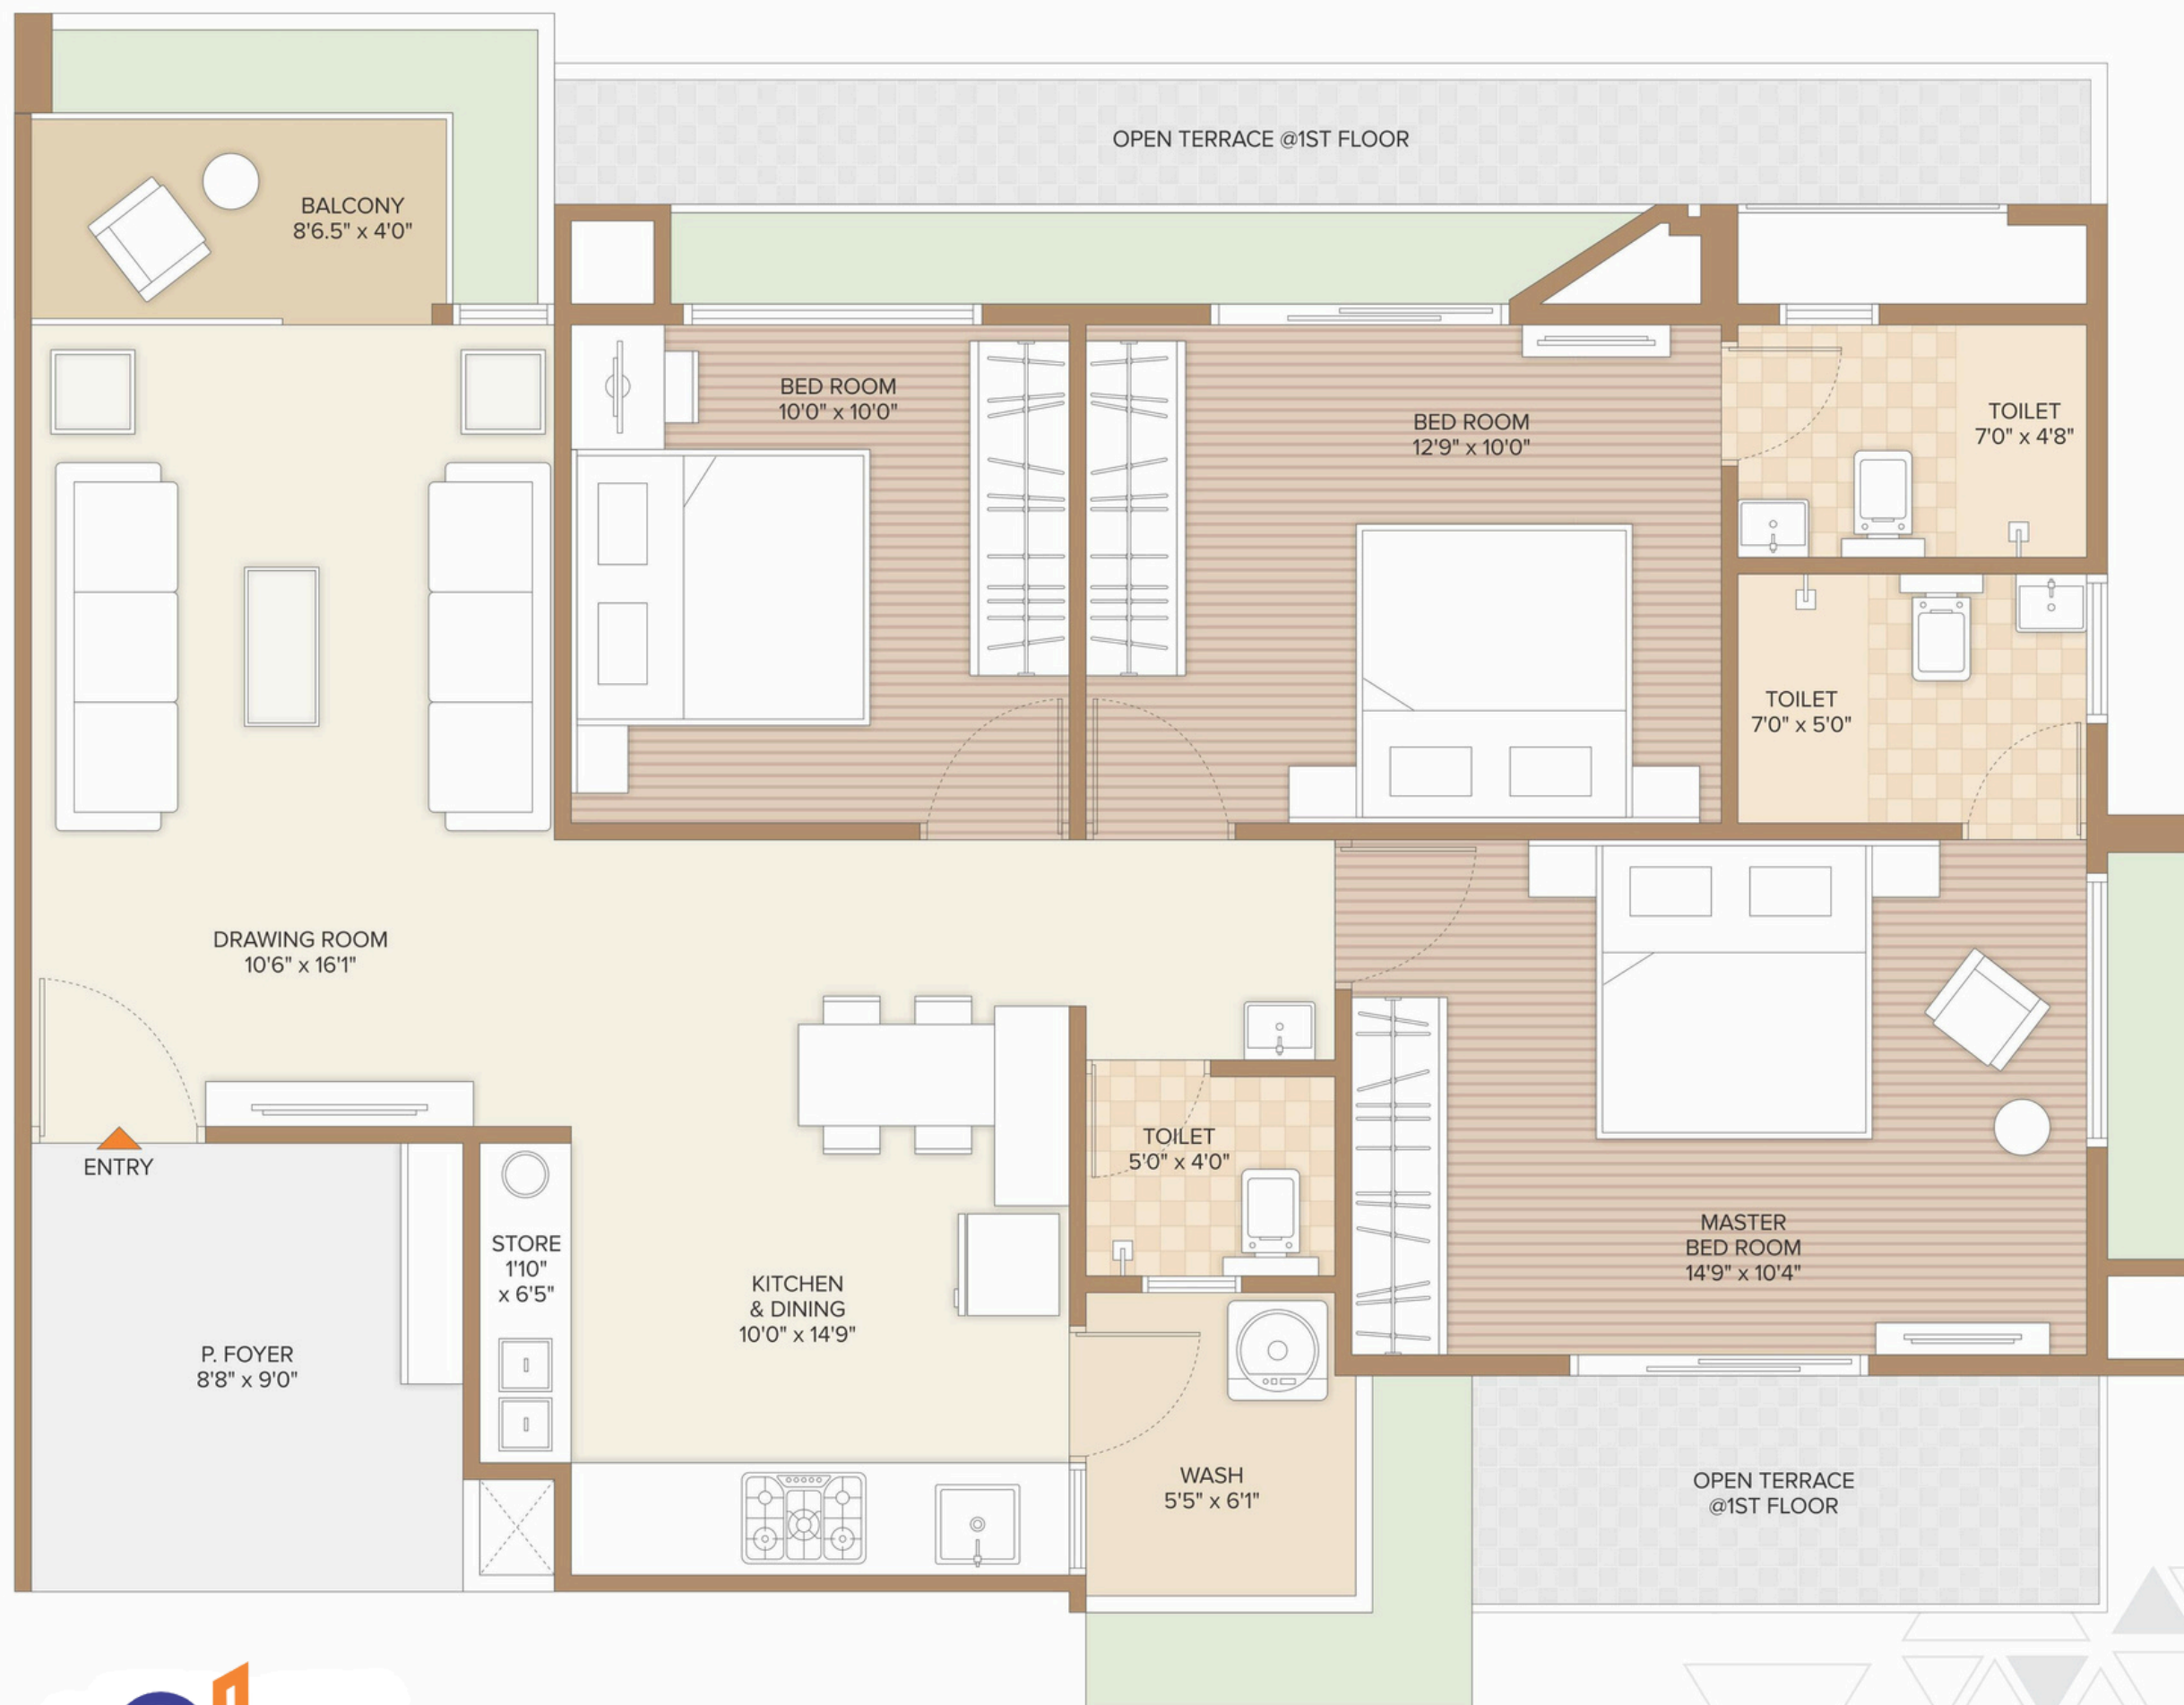 OPEN TERRACE @1ST FLOOR
BALCONY
8'6.5" x 4'0"
BED ROOM
10'0" x 10'0"
BED ROOM
12'9" x 10'0"
TOILET
7'0" x 4'8"
TOILET
7'0" x 5'0"
DRAWING ROOM
10'6" x 16'1"
ENTRY
TOILET
5'0" x 4'0"
STORE
1'10"
x 6'5"
KITCHEN
& DINING
10'0" x 14'9"
MASTER
BED ROOM
14'9" x 10'4"
P. FOYER
8'8" x 9'0"
WASH
5'5" x 6'1"
OPEN TERRACE
@1ST FLOOR